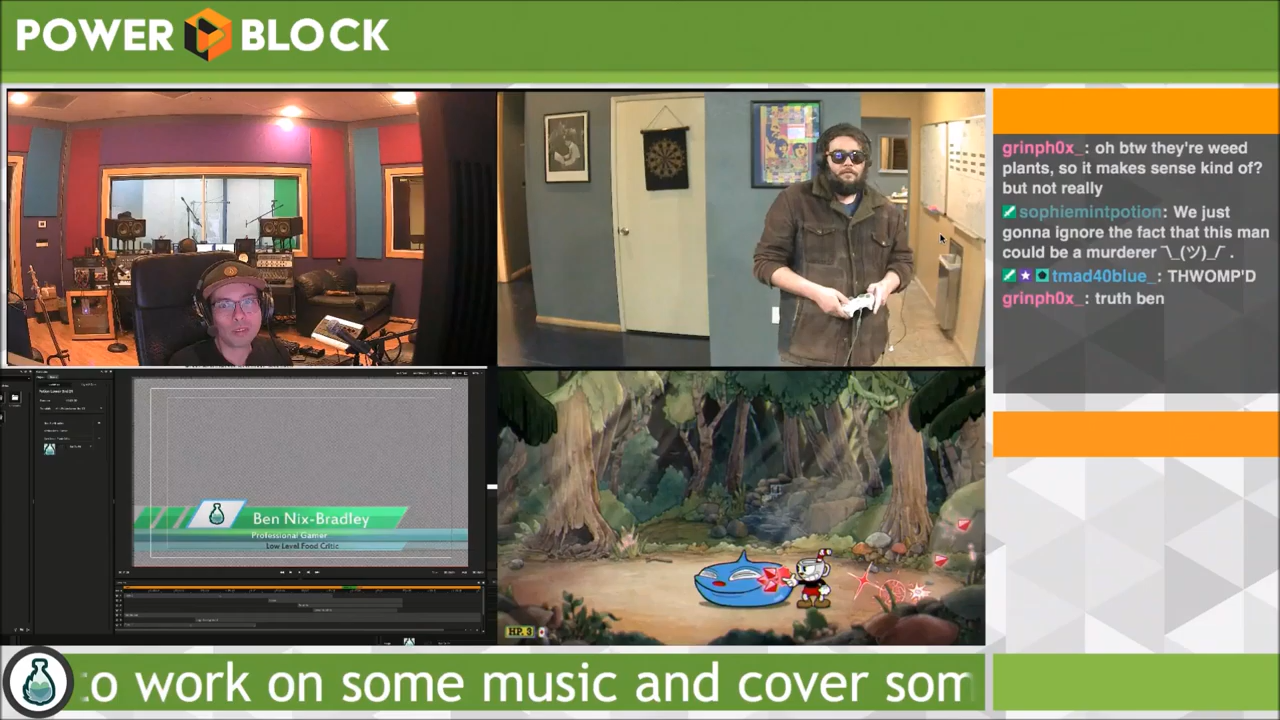 POWER BLOCK
grinph0x_: oh btw they're weed
plants, so it makes sense kind of?
but not really
sophiemintpotion: We just
gonna ignore the fact that this man
could be a murderer ¯\_(ツ)_/¯ .
tmad40blue_: THWOMP'D
grinph0x_: truth ben
Ben Nix-Bradley
Professional Gamer
Low Level Food Critic
HP. 3
to work on some music and cover som